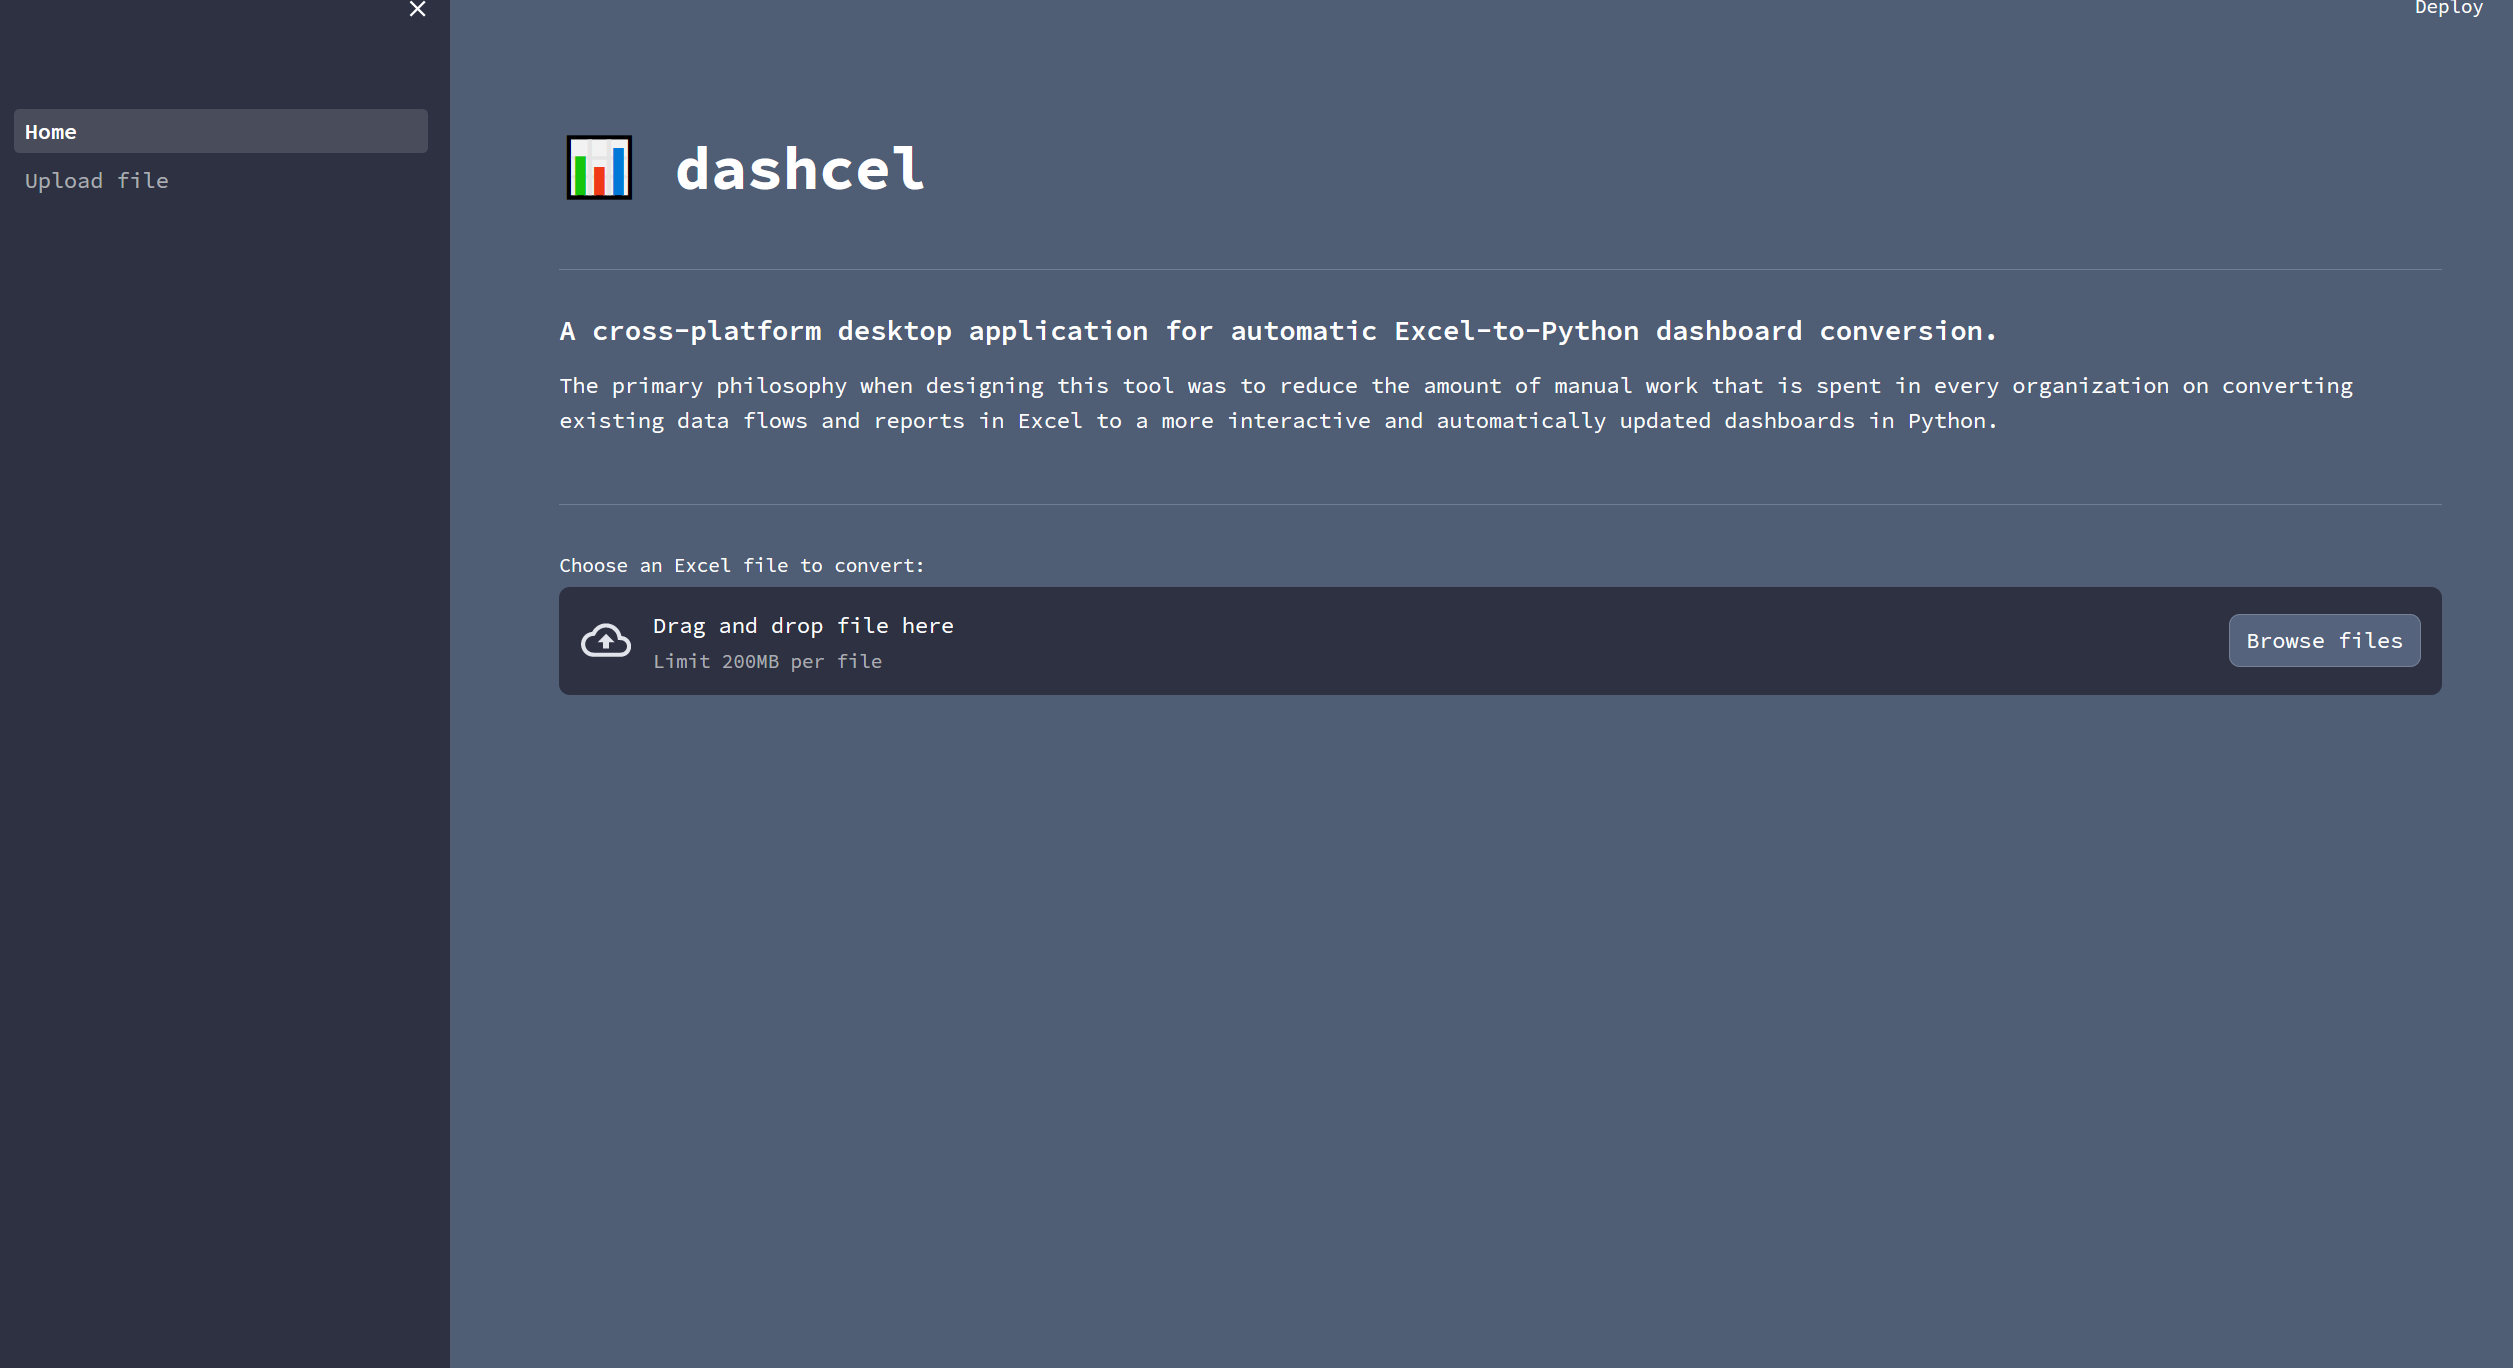 Deploy
Home
Upload file
dashcel
A cross-platform desktop application for automatic Excel-to-Python dashboard conversion.
The primary philosophy when designing this tool was to reduce the amount of manual work that is spent in every organization on converting
existing data flows and reports in Excel to a more interactive and automatically updated dashboards in Python.
Choose an Excel file to convert:
Drag and drop file here
Limit 200MB per file
Browse files